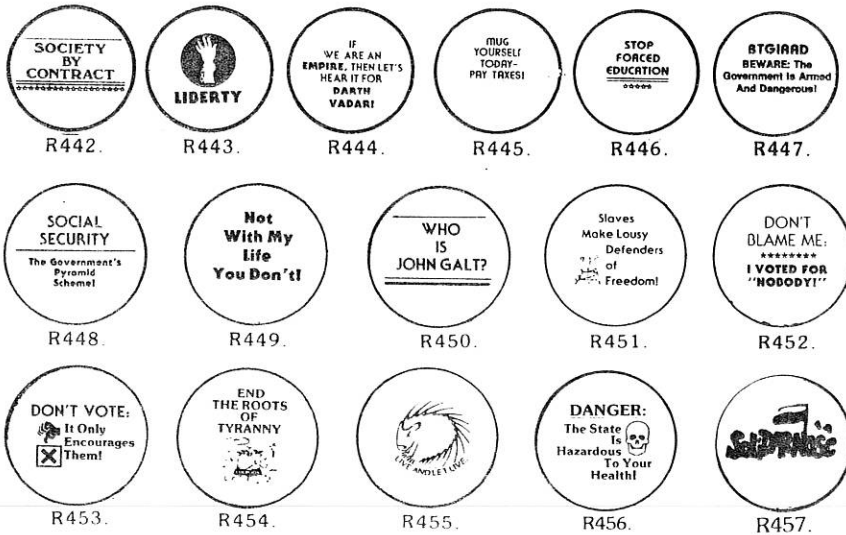 SOCIETY
BY
CONTRACT
R442.
LIBERTY
R443.
IF
WE ARE AN
EMPIRE, THEN LET'S
HEAR IT FOR
DARTH
VADAR!
R444.
MUG
YOURSELF
TODAY-
PAY TAXES!
R445.
STOP
FORCED
EDUCATION
R446.
BTGIAAD
BEWARE: The
Government Is Armed
And Dangerous!
R447.
SOCIAL
SECURITY
The Government's
Pyramid
Scheme!
R448.
Not
With My
Life
You Don't!
R449.
WHO
IS
JOHN GALT?
R450.
Slaves
Make Lousy
Defenders
of
Freedom!
R451.
DON'T
BLAME ME:
********
I VOTED FOR
"NOBODY!"
R452.
DON'T VOTE:
It Only
Encourages
Them!
R453.
END
THE ROOTS
OF
TYRANNY
R454.
LIVE AND LET LIVE
R455.
DANGER:
The State
Is
Hazardous
To Your
Health!
R456.
SOLIDARNOŚĆ
R457.